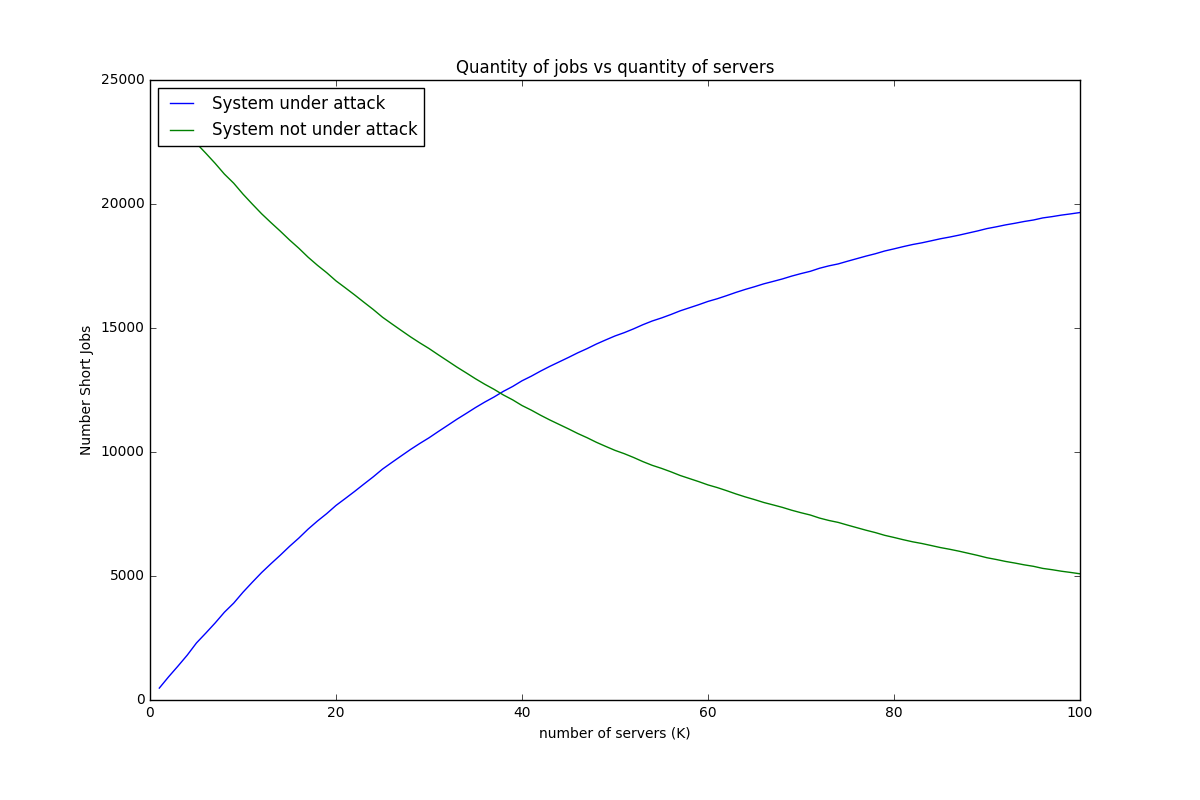 Quantity of jobs vs quantity of servers
25000
System under attack
System not under attack
20000
15000
Number Short Jobs
10000
5000
0
0 20 40 60 80 100
number of servers (K)